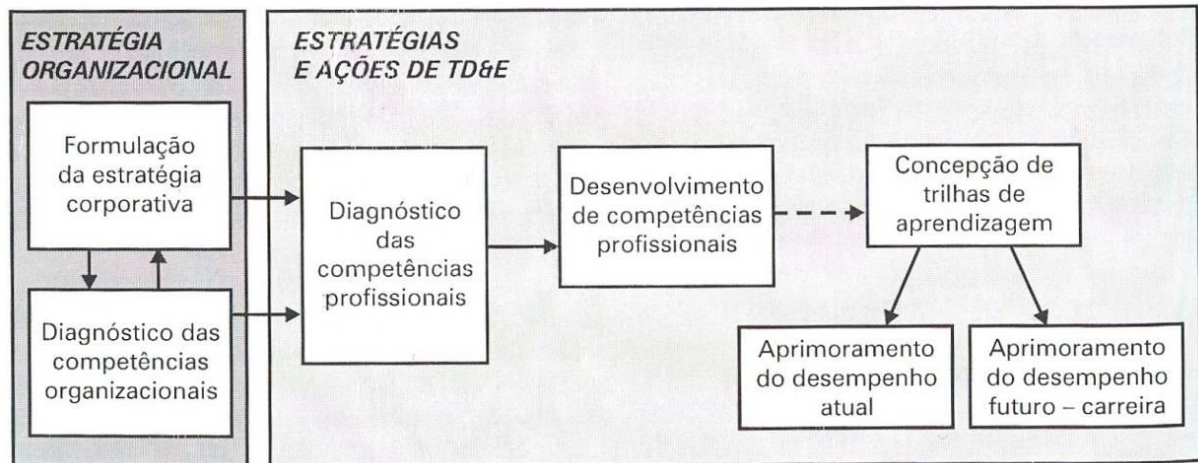 ESTRATÉGIA
ORGANIZACIONAL
Formulação
da estratégia
corporativa
Diagnóstico das
competências
organizacionais
ESTRATÉGIAS
E AÇÕES DE TD&E
Diagnóstico
das
competências
profissionais
Desenvolvimento
de competências
profissionais
Concepção de
trilhas de
aprendizagem
Aprimoramento
do desempenho
atual
Aprimoramento
do desempenho
futuro – carreira